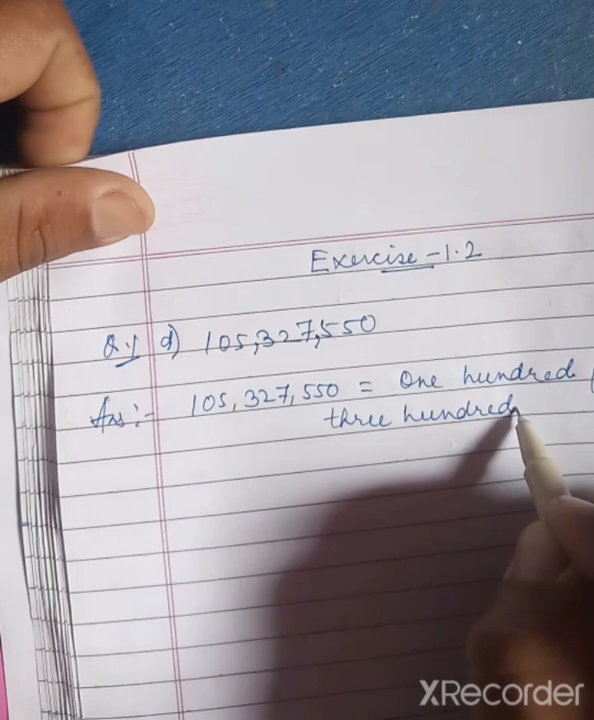 Exercise - 1.2
Q.1 d) 105,327,550
Ans :- 105,327,550 = One hundred
three hundred
XRecorder